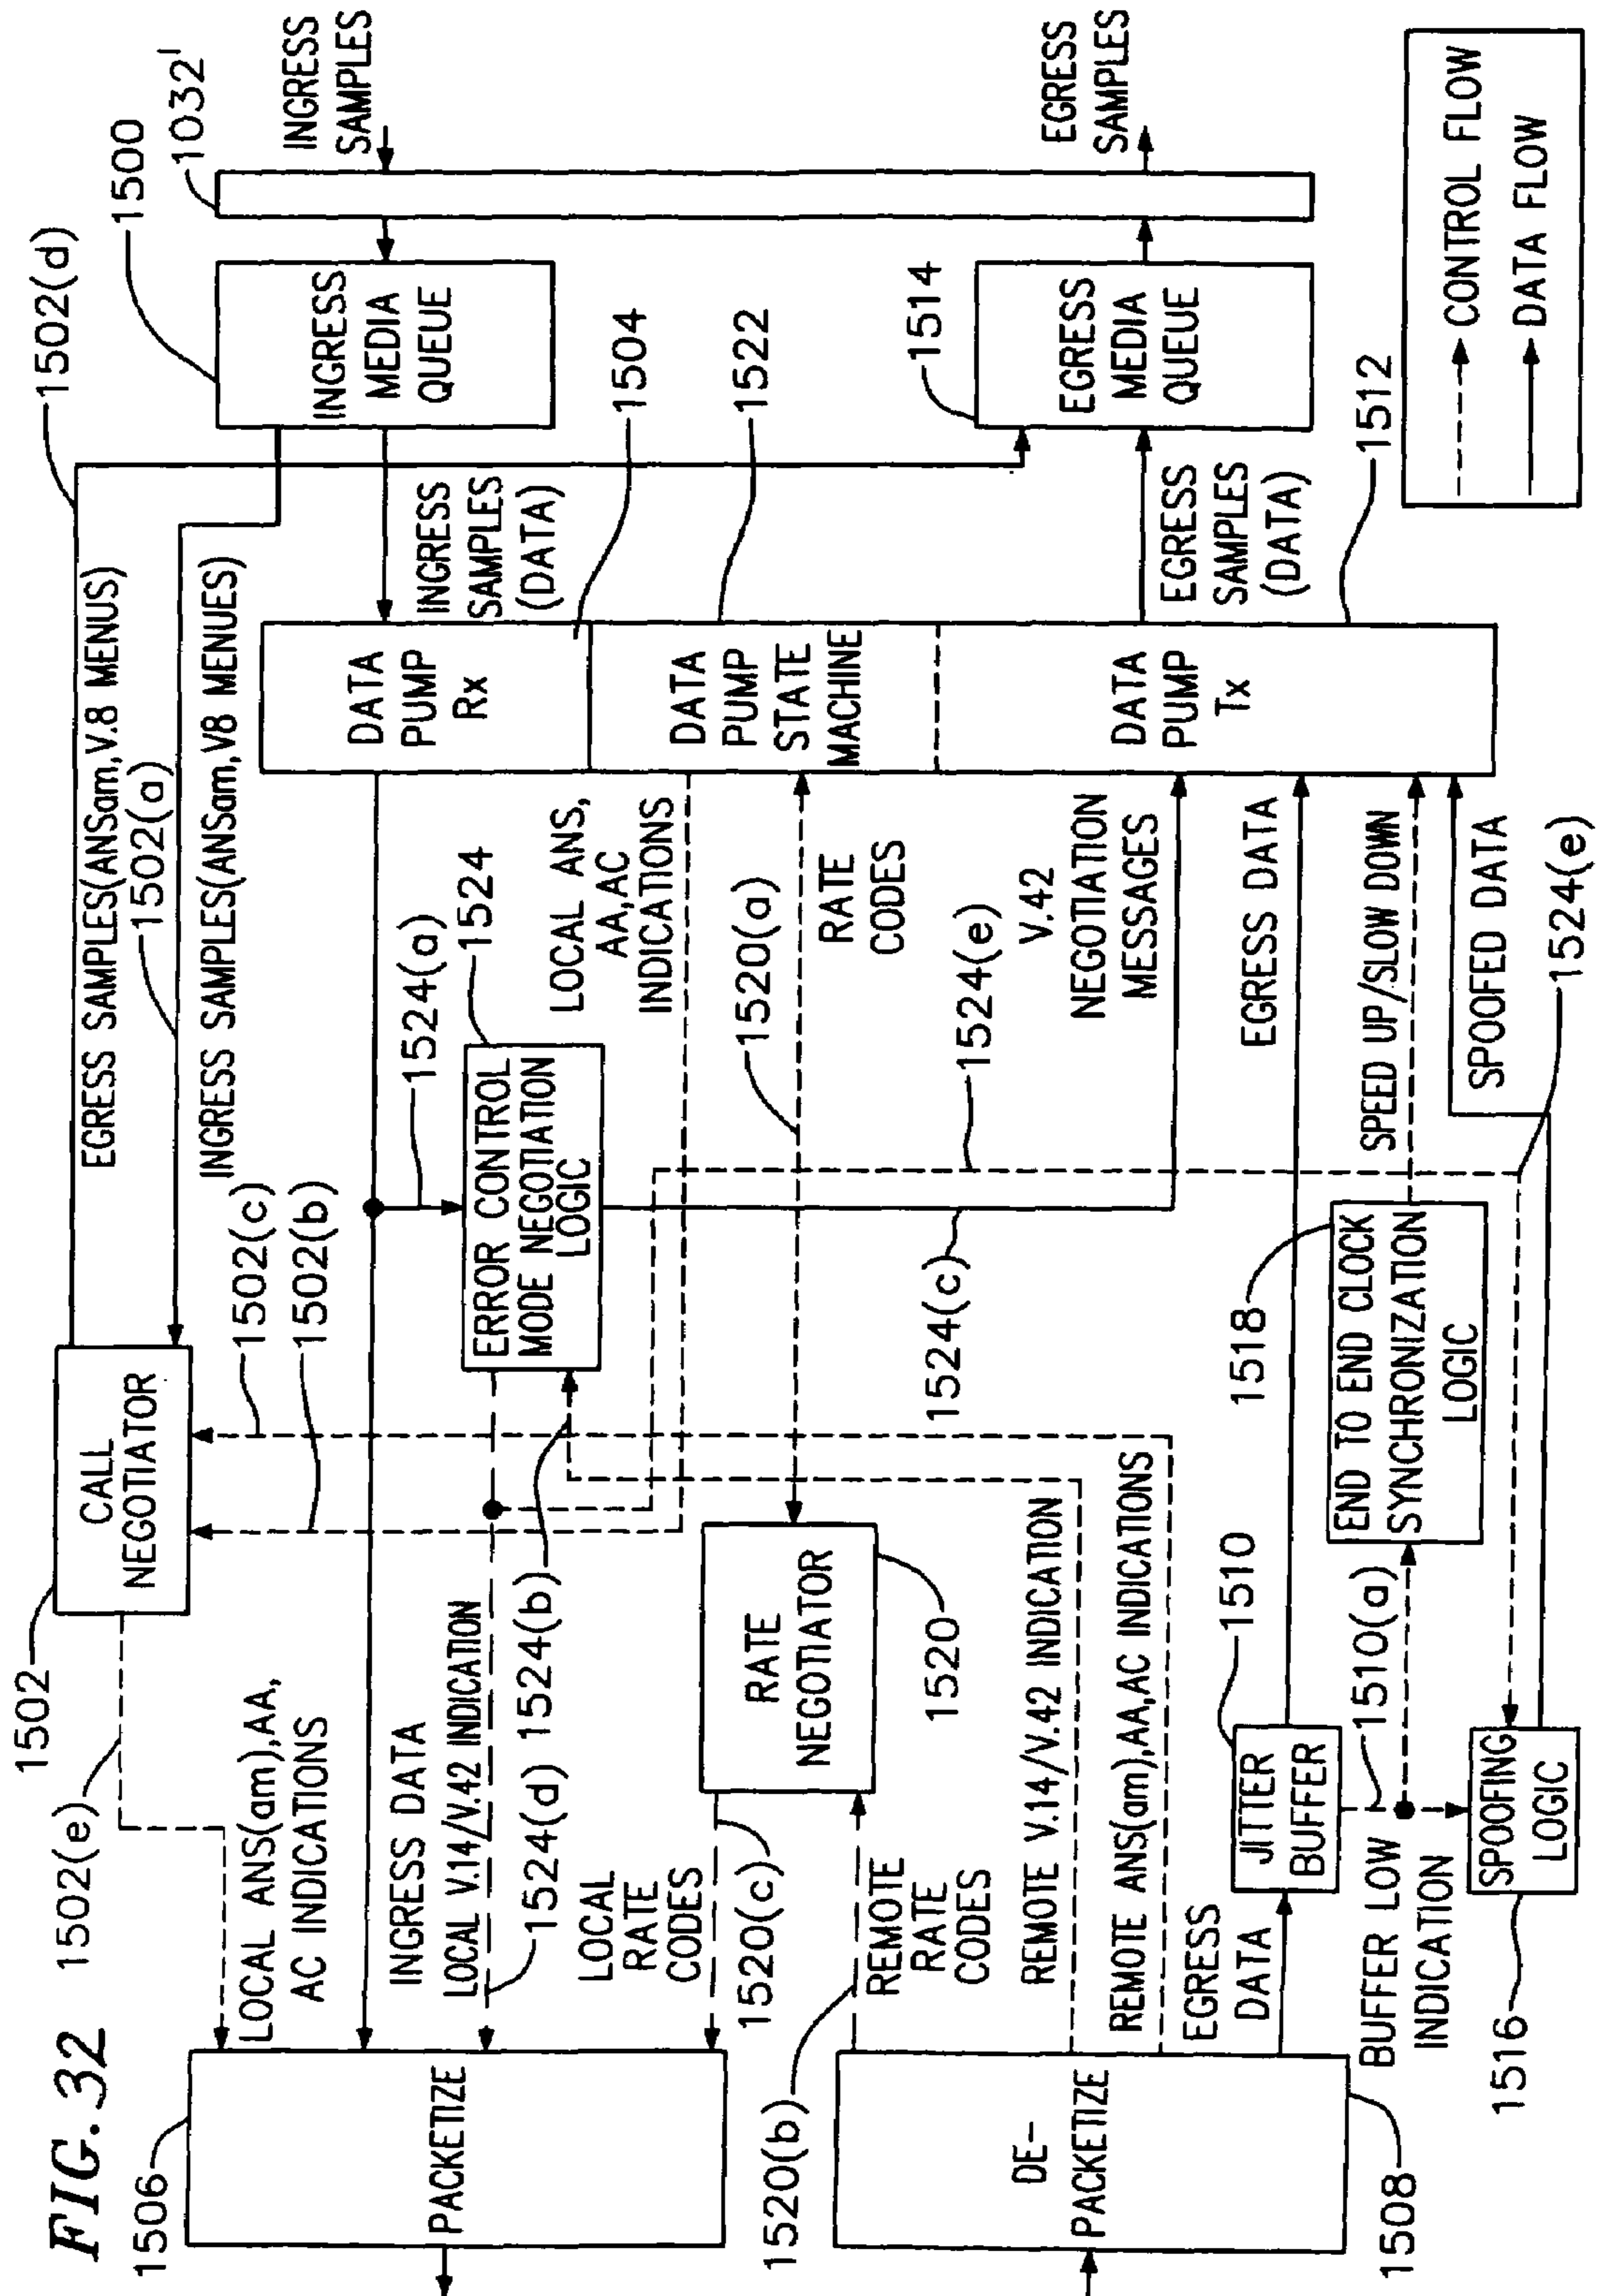 FIG.32
1502(d)
1500
1032'
INGRESS
SAMPLES
EGRESS SAMPLES(ANSam,V.8 MENUS)
1502(a)
INGRESS SAMPLES(ANSam,V8 MENUES)
INGRESS
MEDIA
QUEUE
1502
CALL
NEGOTIATOR
1502(e)
1502(c)
1502(b)
LOCAL ANS(am),AA,
AC INDICATIONS
1506
PACKETIZE
INGRESS DATA
LOCAL V.14/V.42 INDICATION
1524(d)
1524(b)
1524(a)
1524
ERROR CONTROL
MODE NEGOTIATION
LOGIC
LOCAL ANS,
AA,AC
INDICATIONS
DATA
PUMP
Rx
INGRESS
SAMPLES
(DATA)
1504
DATA
PUMP
STATE
MACHINE
1522
LOCAL
RATE
CODES
1520(c)
RATE
NEGOTIATOR
1520
1520(a)
RATE
CODES
1520(b)
REMOTE
RATE
CODES
DE-
PACKETIZE
1508
REMOTE V.14/V.42 INDICATION
REMOTE ANS(am),AA,AC INDICATIONS
1524(c)
1524(e)
V.42
NEGOTIATION
MESSAGES
DATA
PUMP
Tx
1512
EGRESS
SAMPLES
(DATA)
1514
EGRESS
MEDIA
QUEUE
EGRESS
SAMPLES
EGRESS
DATA
JITTER
BUFFER
1510
EGRESS DATA
BUFFER LOW
INDICATION
1510(a)
1518
END TO END CLOCK
SYNCHRONIZATION
LOGIC
SPEED UP/SLOW DOWN
1516
SPOOFING
LOGIC
SPOOFED DATA
1524(e)
CONTROL FLOW
DATA FLOW